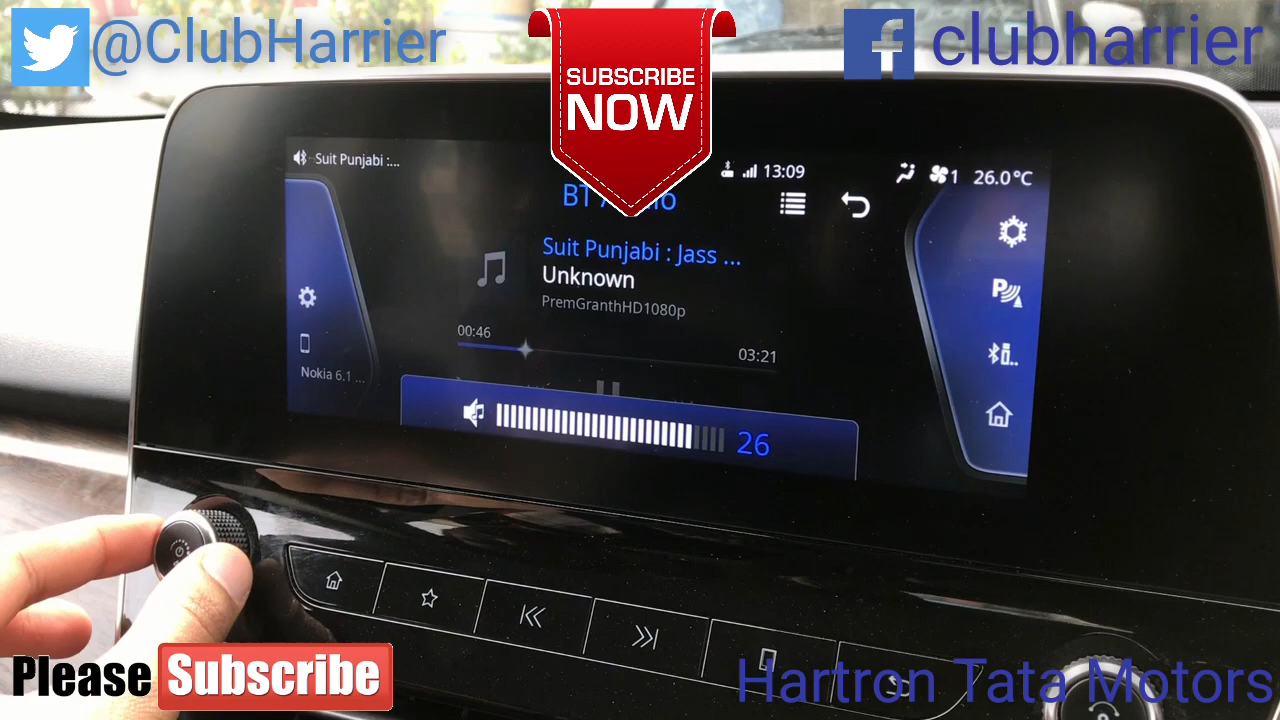 @ClubHarrier
SUBSCRIBE
NOW
clubharrier
Suit Punjabi :...
13:09
1
26.0°C
BT
Suit Punjabi : Jass ...
Unknown
PremGranthHD1080p
00:46
03:21
Nokia 6.1 ...
26
Please Subscribe
Hartron Tata Motors